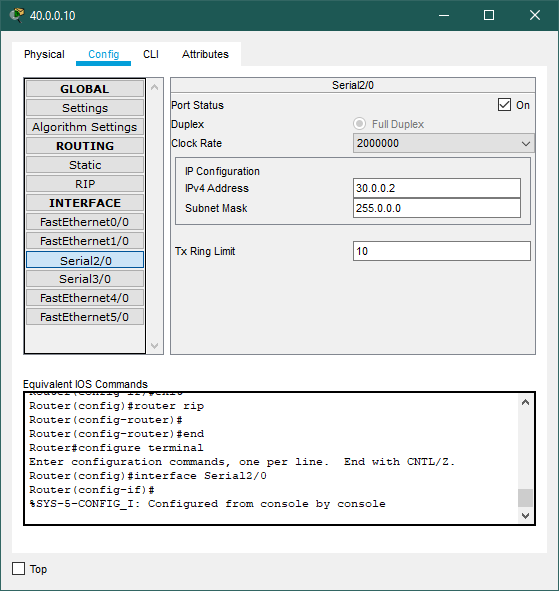 40.0.0.10
Physical Config CLI Attributes
GLOBAL
Settings
Algorithm Settings
ROUTING
Static
RIP
INTERFACE
FastEthernet0/0
FastEthernet1/0
Serial2/0
Serial3/0
FastEthernet4/0
FastEthernet5/0
Serial2/0
Port Status On
Duplex Full Duplex
Clock Rate 2000000
IP Configuration
IPv4 Address 30.0.0.2
Subnet Mask 255.0.0.0
Tx Ring Limit 10
Equivalent IOS Commands
Router(config-if)#exit
Router(config)#router rip
Router(config-router)#
Router(config-router)#end
Router#configure terminal
Enter configuration commands, one per line.  End with CNTL/Z.
Router(config)#interface Serial2/0
Router(config-if)#
%SYS-5-CONFIG_I: Configured from console by console
Top